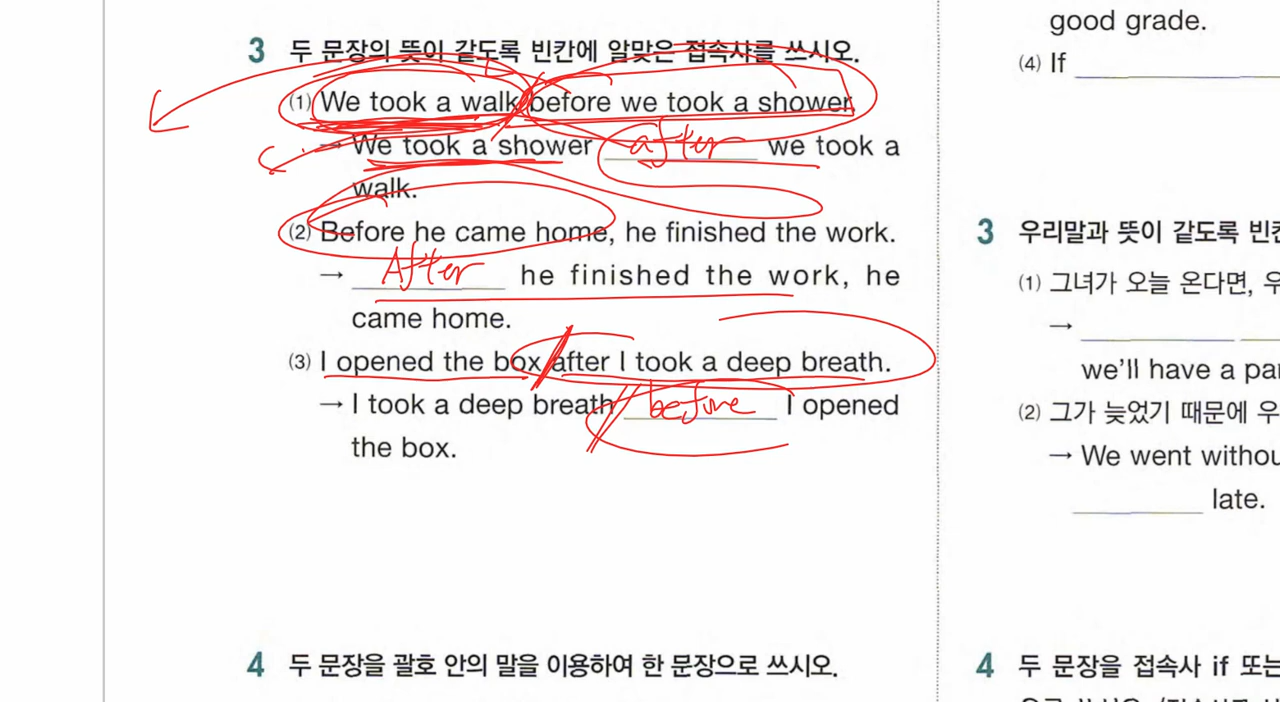 3 두 문장의 뜻이 같도록 빈칸에 알맞은 접속사를 쓰시오.
(1) We took a walk before we took a shower.
→ We took a shower after we took a
walk.
(2) Before he came home, he finished the work.
→ After he finished the work, he
came home.
(3) I opened the box after I took a deep breath.
→ I took a deep breath before I opened
the box.
4 두 문장을 괄호 안의 말을 이용하여 한 문장으로 쓰시오.
good grade.
(4) If
3 우리말과 뜻이 같도록
(1) 그녀가 오늘 온다면,
→
we'll have a
(2) 그가 늦었기 때문에
→ We went
late.
4 두 문장을 접속사 if 또는